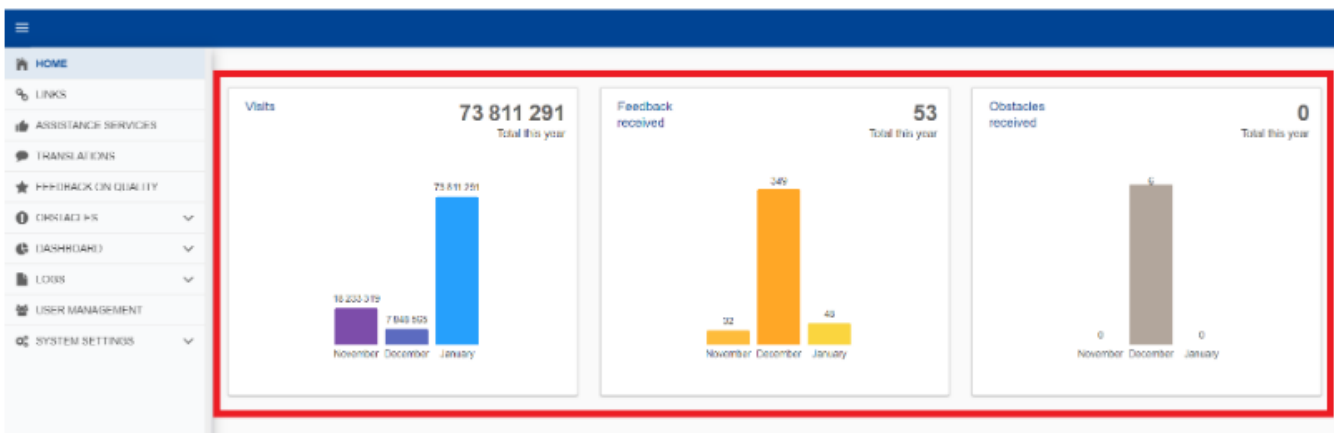 HOME
LINKS
ASSISTANCE SERVICES
TRANSLATIONS
FEEDBACK ON QUALITY
OBSTACLES
DASHBOARD
LOGS
USER MANAGEMENT
SYSTEM SETTINGS
Visits
73 811 291
Total this year
73 811 291
November December January
Feedback
received
53
Total this year
349
November December January
Obstacles
received
0
Total this year
6
0
0
November December January